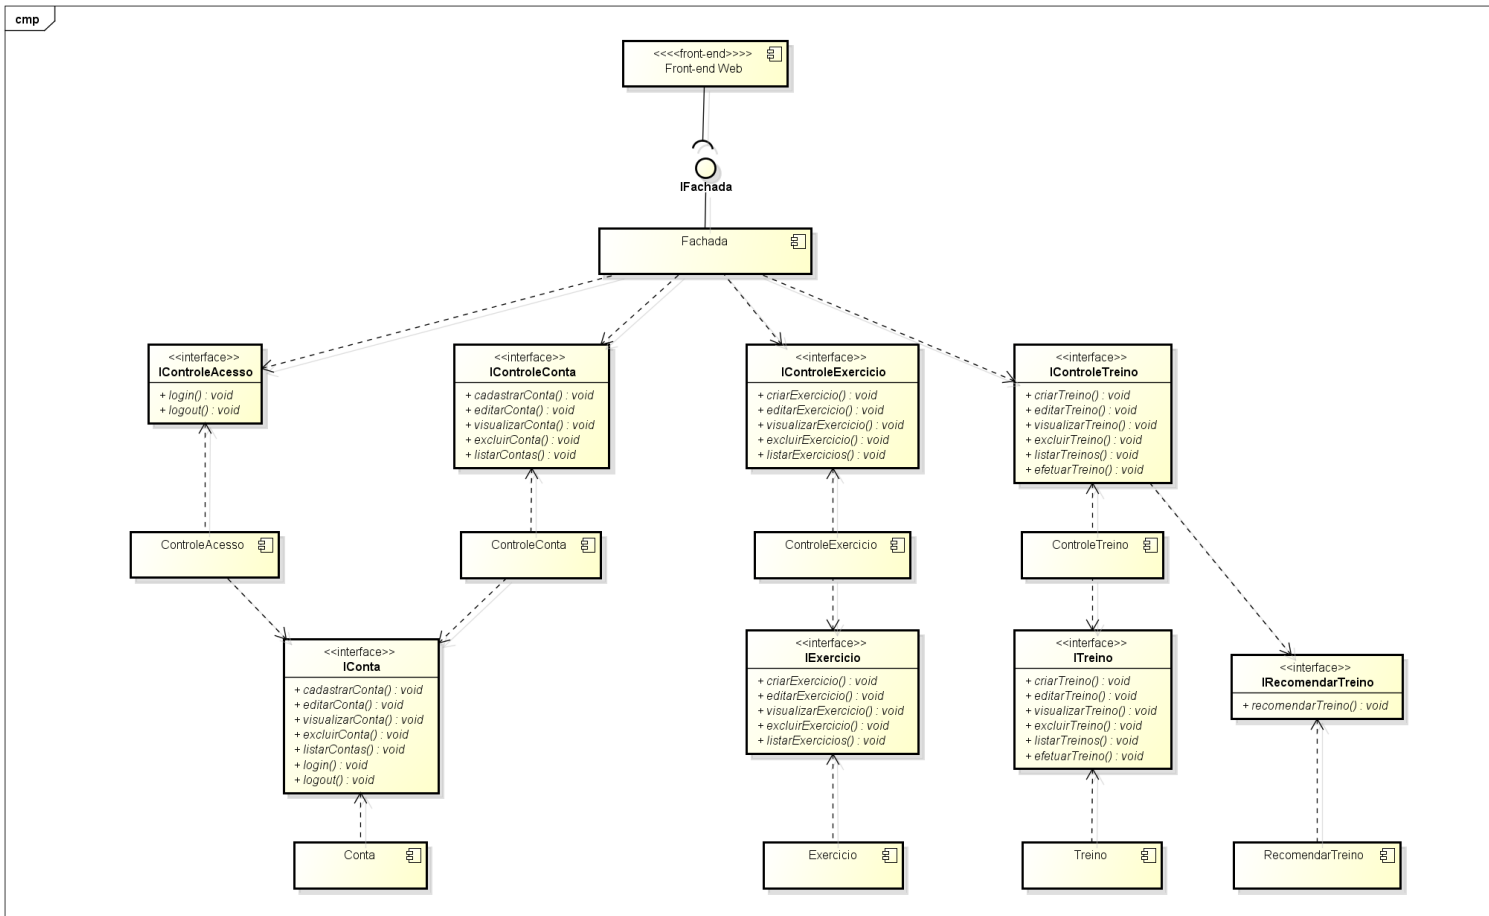 cmp
<<<<front-end>>>>
Front-end Web
IFachada
Fachada
<<interface>>
IControleAcesso
+ login() : void
+ logout() : void
<<interface>>
IControleConta
+ cadastrarConta() : void
+ editarConta() : void
+ visualizarConta() : void
+ excluirConta() : void
+ listarContas() : void
<<interface>>
IControleExercicio
+ criarExercicio() : void
+ editarExercicio() : void
+ visualizarExercicio() : void
+ excluirExercicio() : void
+ listarExercicios() : void
<<interface>>
IControleTreino
+ criarTreino() : void
+ editarTreino() : void
+ visualizarTreino() : void
+ excluirTreino() : void
+ listarTreinos() : void
+ efetuarTreino() : void
ControleAcesso
ControleConta
ControleExercicio
ControleTreino
<<interface>>
IConta
+ cadastrarConta() : void
+ editarConta() : void
+ visualizarConta() : void
+ excluirConta() : void
+ listarContas() : void
+ login() : void
+ logout() : void
<<interface>>
IExercicio
+ criarExercicio() : void
+ editarExercicio() : void
+ visualizarExercicio() : void
+ excluirExercicio() : void
+ listarExercicios() : void
<<interface>>
ITreino
+ criarTreino() : void
+ editarTreino() : void
+ visualizarTreino() : void
+ excluirTreino() : void
+ listarTreinos() : void
+ efetuarTreino() : void
<<interface>>
IRecomendarTreino
+ recomendarTreino() : void
Conta
Exercicio
Treino
RecomendarTreino